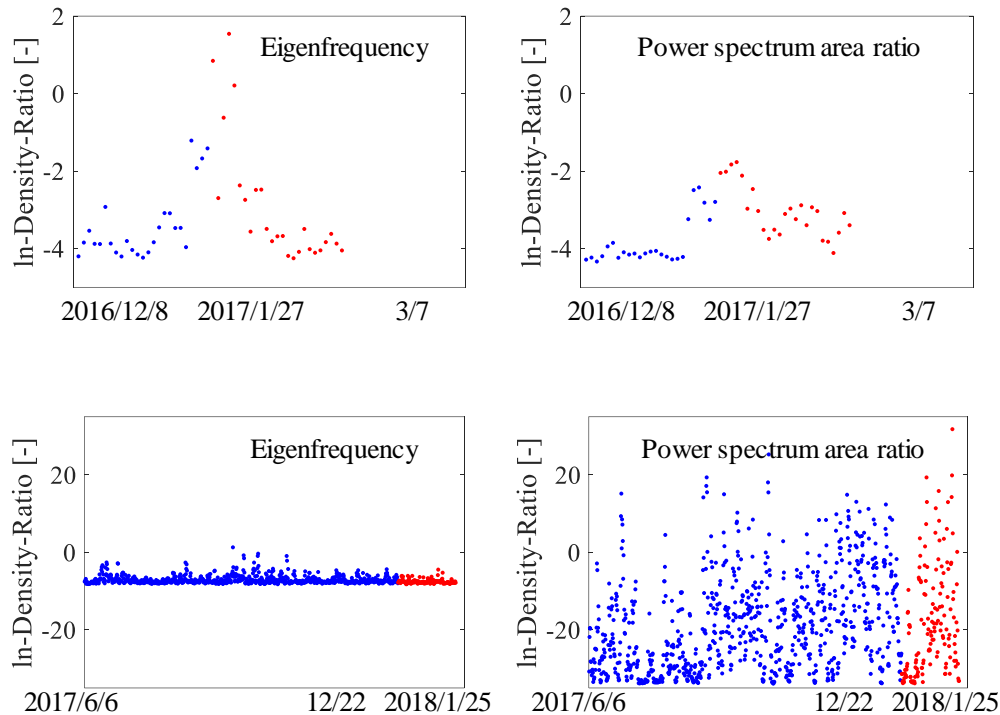 2
0
-2
-4
ln-Density-Ratio [-]
Eigenfrequency
2016/12/8 2017/1/27 3/7
2
0
-2
-4
ln-Density-Ratio [-]
Power spectrum area ratio
2016/12/8 2017/1/27 3/7
20
0
-20
ln-Density-Ratio [-]
Eigenfrequency
2017/6/6 12/22 2018/1/25
20
0
-20
ln-Density-Ratio [-]
Power spectrum area ratio
2017/6/6 12/22 2018/1/25